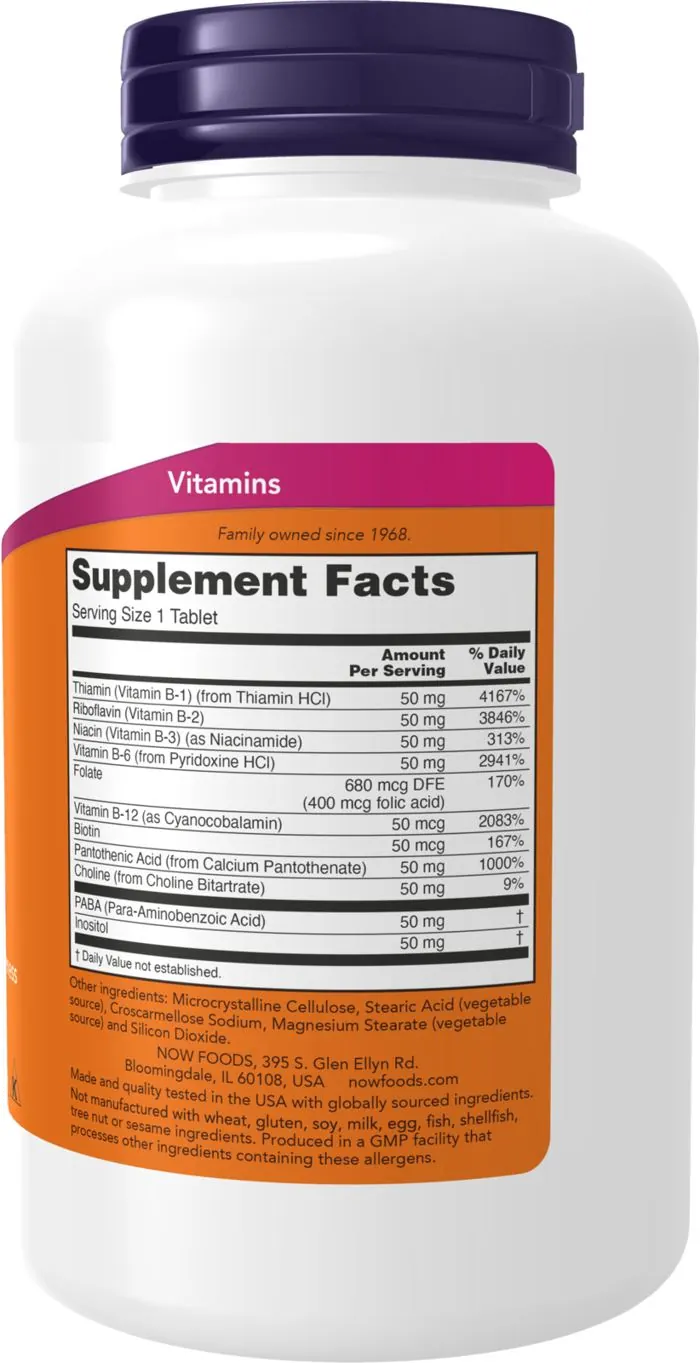 Vitamins
Family owned since 1968.
Supplement Facts
Serving Size 1 Tablet
Amount Per Serving % Daily Value
Thiamin (Vitamin B-1) (from Thiamin HCl) 50 mg 4167%
Riboflavin (Vitamin B-2) 50 mg 3846%
Niacin (Vitamin B-3) (as Niacinamide) 50 mg 313%
Vitamin B-6 (from Pyridoxine HCl) 50 mg 2941%
Folate 680 mcg DFE 170%
(400 mcg folic acid)
Vitamin B-12 (as Cyanocobalamin) 50 mcg 2083%
Biotin 50 mcg 167%
Pantothenic Acid (from Calcium Pantothenate) 50 mg 1000%
Choline (from Choline Bitartrate) 50 mg 9%
PABA (Para-Aminobenzoic Acid) 50 mg †
Inositol 50 mg †
† Daily Value not established.
Other ingredients: Microcrystalline Cellulose, Stearic Acid (vegetable
source), Croscarmellose Sodium, Magnesium Stearate (vegetable
source) and Silicon Dioxide.
NOW FOODS, 395 S. Glen Ellyn Rd.
Bloomingdale, IL 60108, USA nowfoods.com
Made and quality tested in the USA with globally sourced ingredients.
Not manufactured with wheat, gluten, soy, milk, egg, fish, shellfish,
tree nut or sesame ingredients. Produced in a GMP facility that
processes other ingredients containing these allergens.